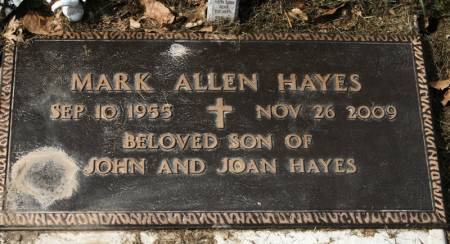 MARK ALLEN HAYES
SEP 10 1955 NOV 26 2009
BELOVED SON OF
JOHN AND JOAN HAYES